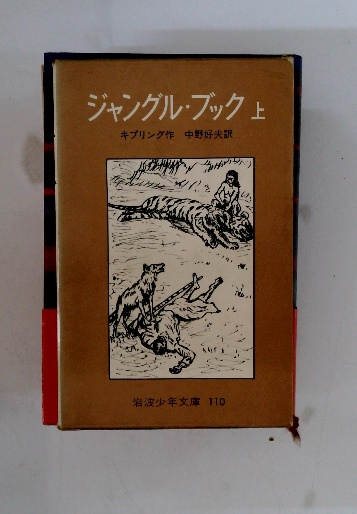 ジャングル・ブック 上
キプリング作 中野好夫訳
岩波少年文庫 110